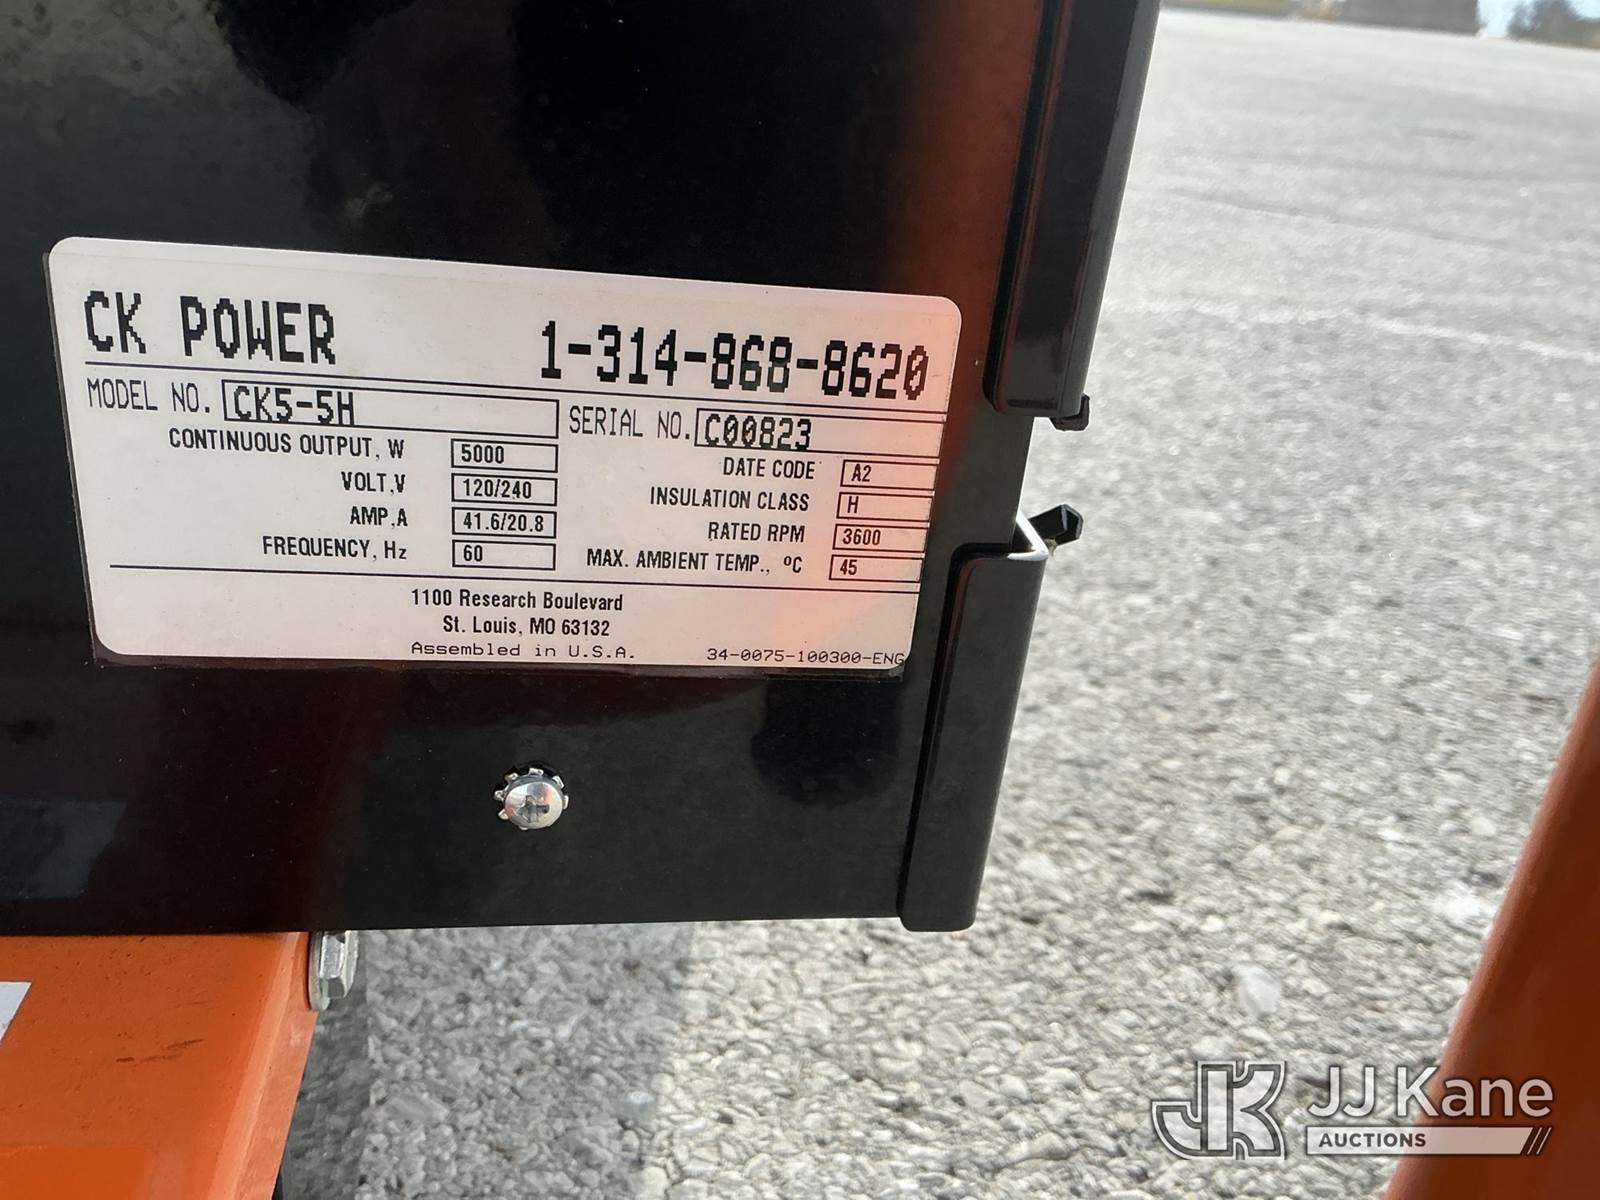 CK POWER 1-314-868-8620
MODEL NO. CK5-5H SERIAL NO. C00823
CONTINUOUS OUTPUT, W 5000
VOLT,V 120/240
AMP,A 41.6/20.8
FREQUENCY, Hz 60
DATE CODE A2
INSULATION CLASS H
RATED RPM 3600
MAX. AMBIENT TEMP., ºC 45
1100 Research Boulevard
St. Louis, MO 63132
Assembled in U.S.A. 34-0075-100300-ENG
JK JJ Kane
AUCTIONS